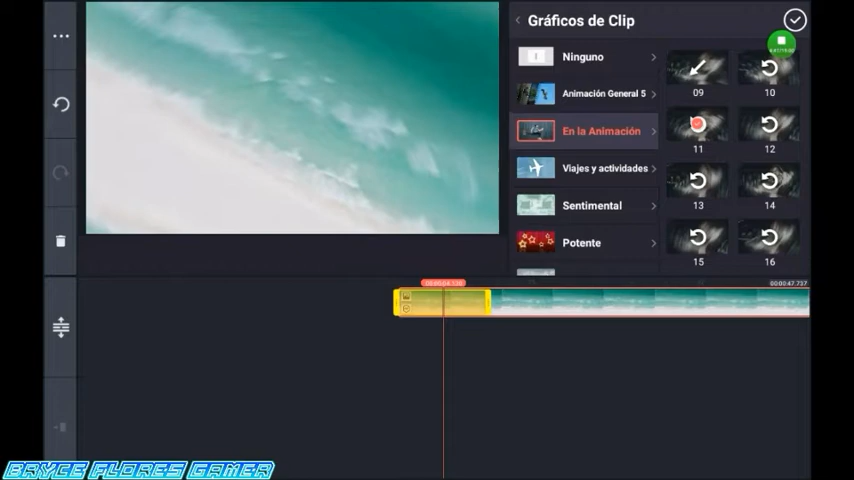 Gráficos de Clip
Ninguno
Animación General 5
En la Animación
Viajes y actividades
Sentimental
Potente
09
10
11
12
13
14
15
16
00:00:47.737
BRYCE FLORES GAMER